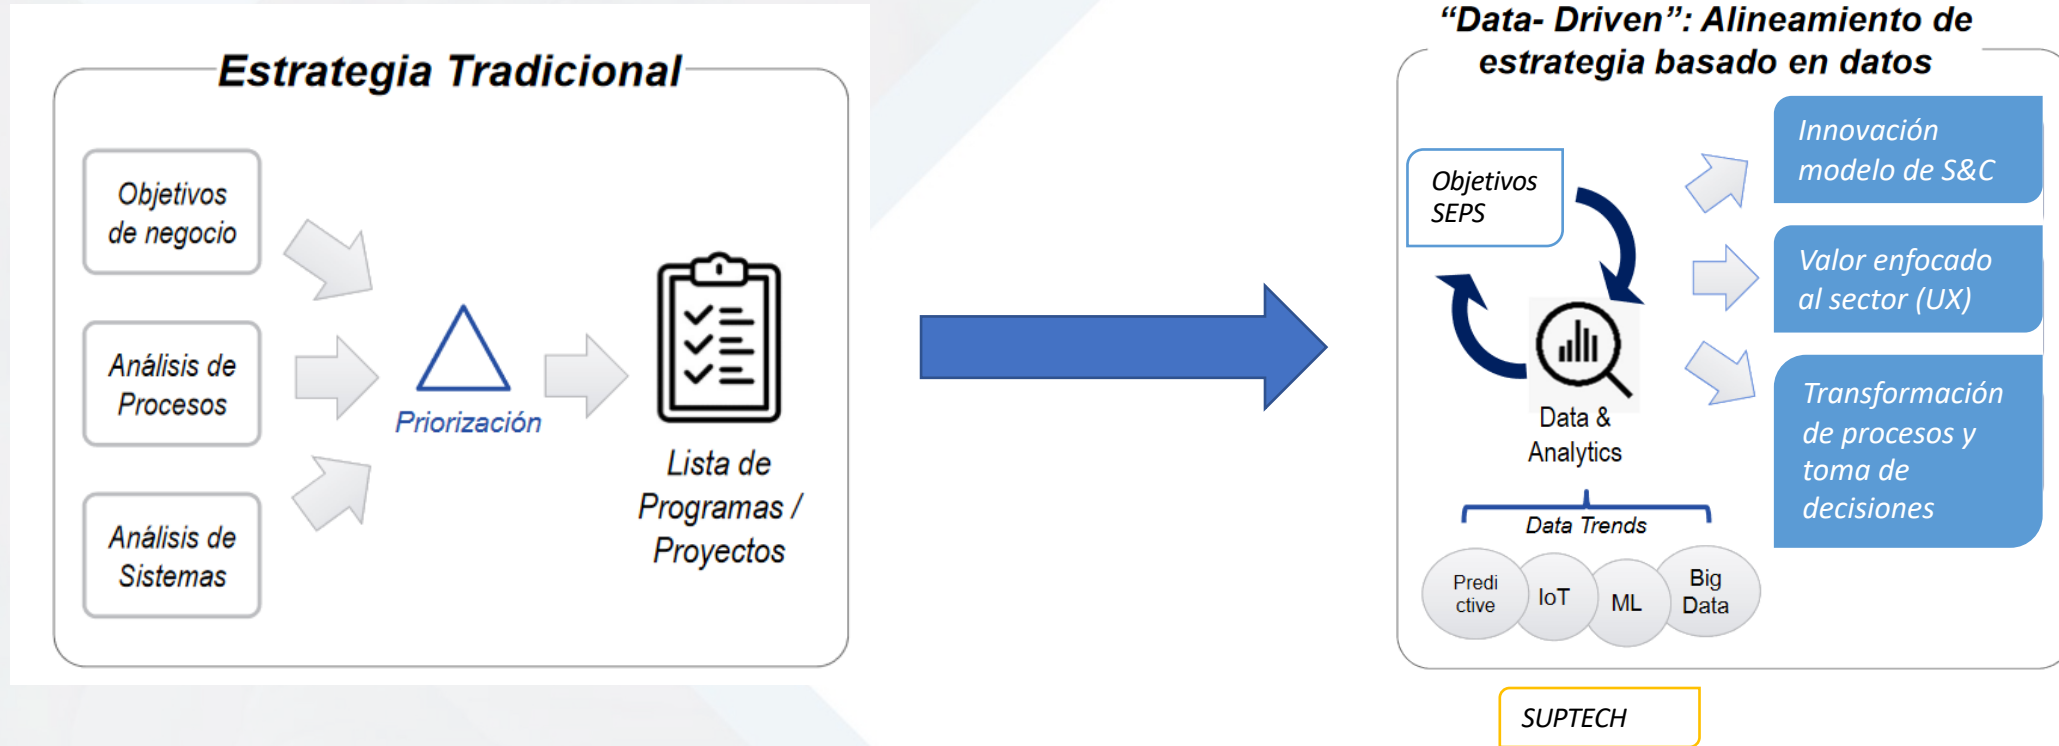 Estrategia Tradicional
Objetivos
de negocio
Análisis de
Procesos
Análisis de
Sistemas
Priorización
Lista de
Programas /
Proyectos
“Data- Driven”: Alineamiento de
estrategia basado en datos
Objetivos
SEPS
Data &
Analytics
Data Trends
Predi
ctive
IoT
ML
Big
Data
Innovación
modelo de S&C
Valor enfocado
al sector (UX)
Transformación
de procesos y
toma de
decisiones
SUPTECH